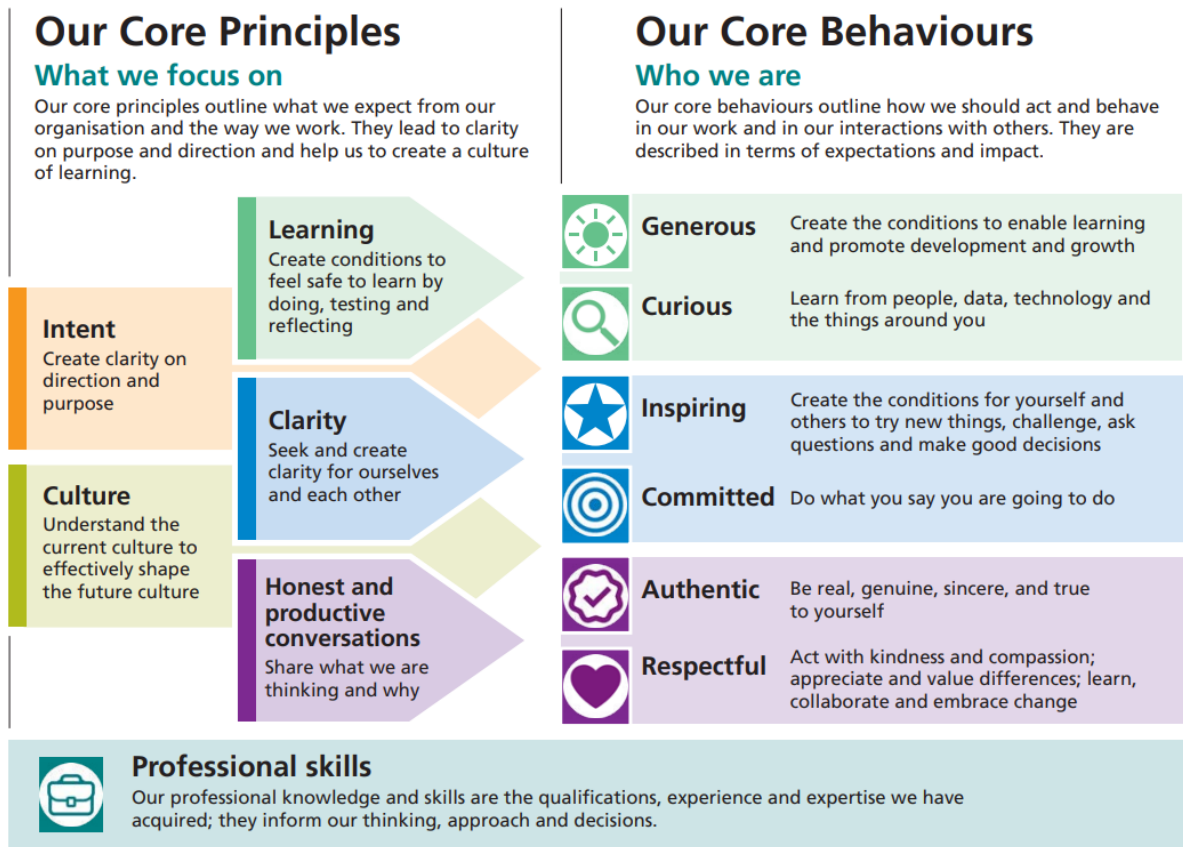 Our Core Principles
What we focus on
Our core principles outline what we expect from our
organisation and the way we work. They lead to clarity
on purpose and direction and help us to create a culture
of learning.
Intent
Create clarity on
direction and
purpose
Culture
Understand the
current culture to
effectively shape
the future culture
Learning
Create conditions to
feel safe to learn by
doing, testing and
reflecting
Clarity
Seek and create
clarity for ourselves
and each other
Honest and
productive
conversations
Share what we are
thinking and why
Our Core Behaviours
Who we are
Our core behaviours outline how we should act and behave
in our work and in our interactions with others. They are
described in terms of expectations and impact.
Generous
Create the conditions to enable learning
and promote development and growth
Curious
Learn from people, data, technology and
the things around you
Inspiring
Create the conditions for yourself and
others to try new things, challenge, ask
questions and make good decisions
Committed
Do what you say you are going to do
Authentic
Be real, genuine, sincere, and true
to yourself
Respectful
Act with kindness and compassion;
appreciate and value differences; learn,
collaborate and embrace change
Professional skills
Our professional knowledge and skills are the qualifications, experience and expertise we have
acquired; they inform our thinking, approach and decisions.